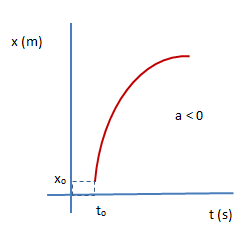 x (m)
a < 0
x₀
t₀
t (s)